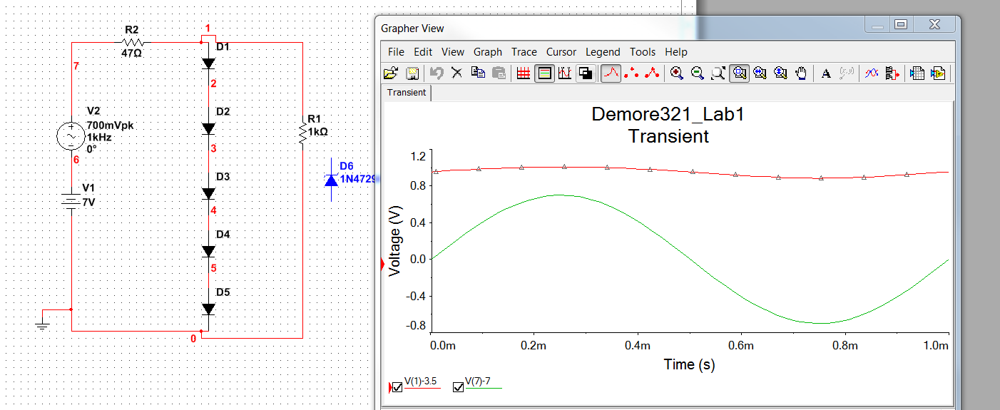 R2
47Ω
1
D1
7
2
V2
700mVpk
1kHz
0°
D2
R1
1kΩ
6
3
D6
1N4729
D3
V1
7V
4
D4
5
D5
0
Grapher View
File Edit View Graph Trace Cursor Legend Tools Help
Transient
Demore321_Lab1
Transient
1.2
0.8
0.4
0.0
-0.4
-0.8
Voltage (V)
0.0m 0.2m 0.4m 0.6m 0.8m 1.0m
Time (s)
V(1)-3.5 V(7)-7